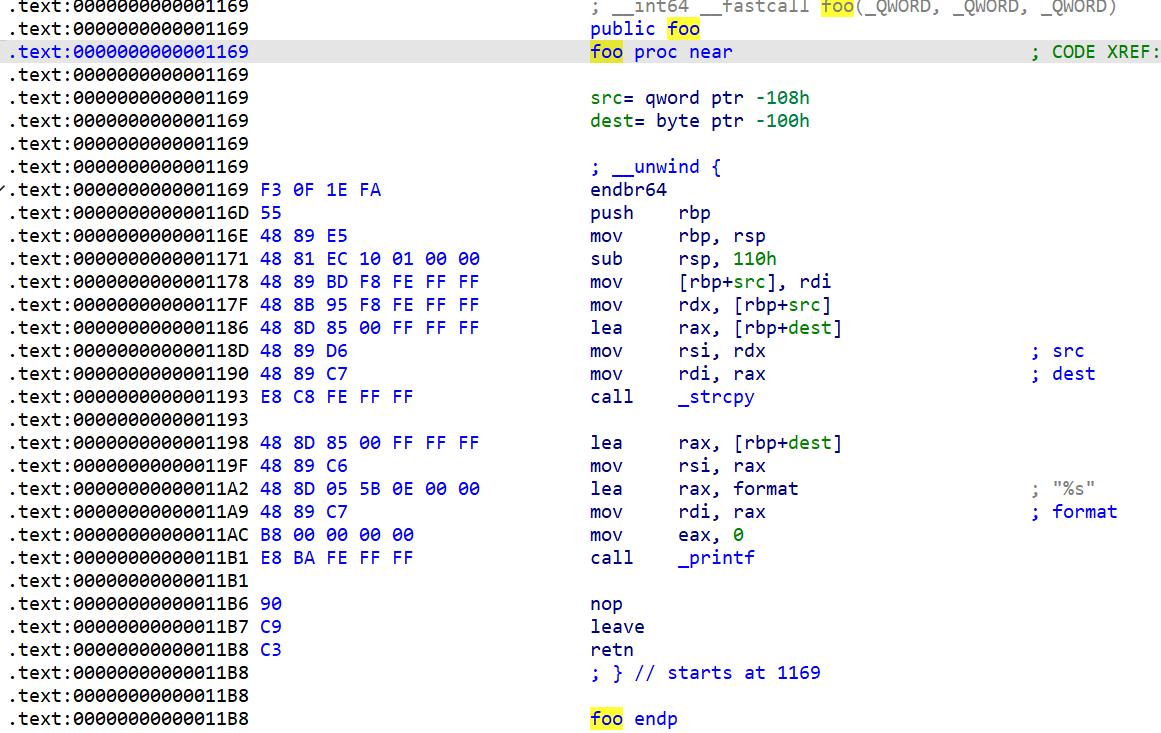 .text:0000000000001169 ; __int64 __fastcall foo(_QWORD, _QWORD, _QWORD)
.text:0000000000001169 public foo
.text:0000000000001169 foo proc near ; CODE XREF:
.text:0000000000001169
.text:0000000000001169 src= qword ptr -108h
.text:0000000000001169 dest= byte ptr -100h
.text:0000000000001169
.text:0000000000001169 ; __unwind {
.text:0000000000001169 F3 0F 1E FA endbr64
.text:000000000000116D 55 push rbp
.text:000000000000116E 48 89 E5 mov rbp, rsp
.text:0000000000001171 48 81 EC 10 01 00 00 sub rsp, 110h
.text:0000000000001178 48 89 BD F8 FE FF FF mov [rbp+src], rdi
.text:000000000000117F 48 8B 95 F8 FE FF FF mov rdx, [rbp+src]
.text:0000000000001186 48 8D 85 00 FF FF FF lea rax, [rbp+dest]
.text:000000000000118D 48 89 D6 mov rsi, rdx ; src
.text:0000000000001190 48 89 C7 mov rdi, rax ; dest
.text:0000000000001193 E8 C8 FE FF FF call _strcpy
.text:0000000000001193
.text:0000000000001198 48 8D 85 00 FF FF FF lea rax, [rbp+dest]
.text:000000000000119F 48 89 C6 mov rsi, rax
.text:00000000000011A2 48 8D 05 5B 0E 00 00 lea rax, format ; "%s"
.text:00000000000011A9 48 89 C7 mov rdi, rax ; format
.text:00000000000011AC B8 00 00 00 00 mov eax, 0
.text:00000000000011B1 E8 BA FE FF FF call _printf
.text:00000000000011B1
.text:00000000000011B6 90 nop
.text:00000000000011B7 C9 leave
.text:00000000000011B8 C3 retn
.text:00000000000011B8 ; } // starts at 1169
.text:00000000000011B8
.text:00000000000011B8 foo endp